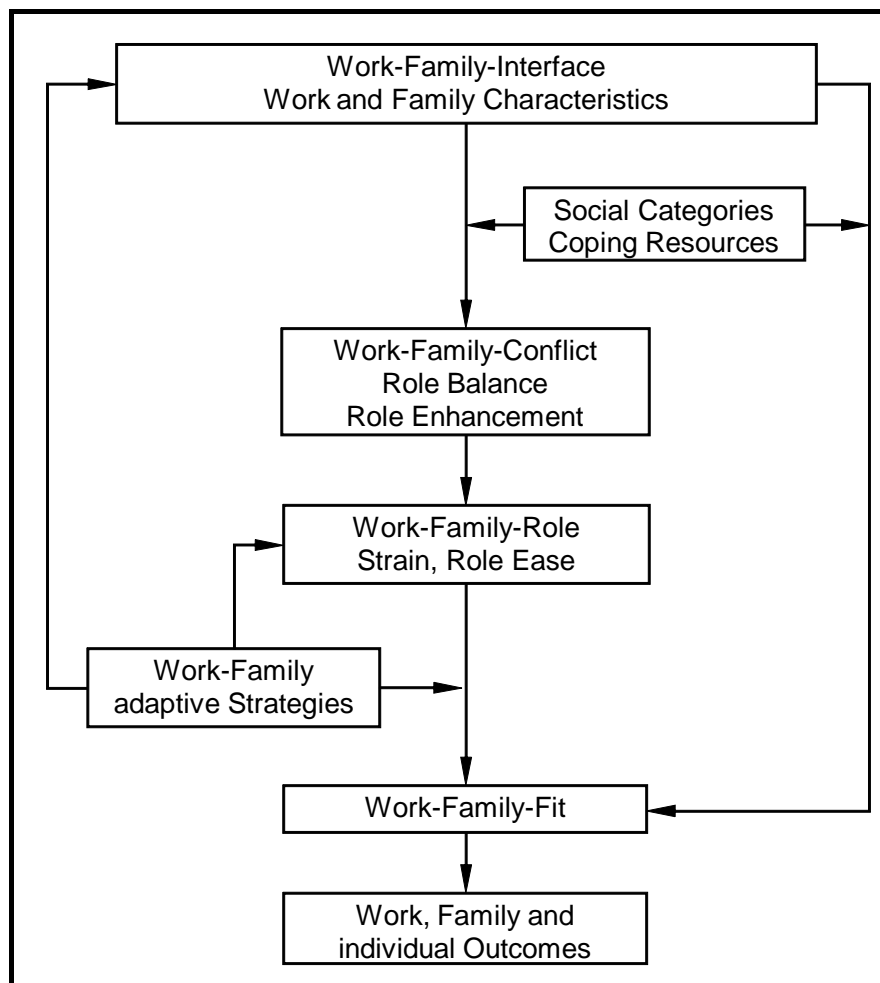 Work-Family-Interface
Work and Family Characteristics
Social Categories
Coping Resources
Work-Family-Conflict
Role Balance
Role Enhancement
Work-Family-Role
Strain, Role Ease
Work-Family
adaptive Strategies
Work-Family-Fit
Work, Family and
individual Outcomes